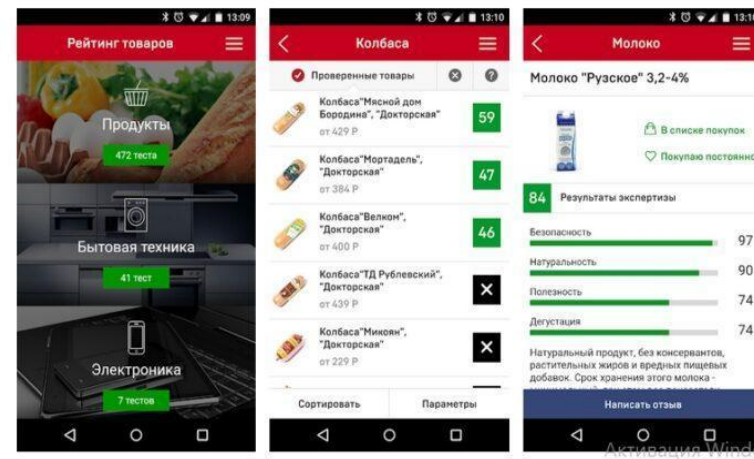 13:09
Рейтинг товаров
Продукты
472 теста
Бытовая техника
41 тест
Электроника
7 тестов
13:10
Колбаса
Проверенные товары
Колбаса"Мясной дом
Бородина", "Докторская"
от 429 Р
59
Колбаса"Мортадель",
"Докторская"
от 384 Р
47
Колбаса"Велком",
"Докторская"
от 400 Р
46
Колбаса"ТД Рублевский",
"Докторская"
от 439 Р
Колбаса"Микоян",
"Докторская"
от 229 Р
Сортировать
Параметры
13:10
Молоко
Молоко "Рузское" 3,2-4%
В списке покупок
Покупаю постоянно
84 Результаты экспертизы
Безопасность
97
Натуральность
90
Полезность
74
Дегустация
74
Натуральный продукт, без консервантов,
растительных жиров и вредных пищевых
добавок. Срок хранения этого молока -
Написать отзыв
Активация Wind